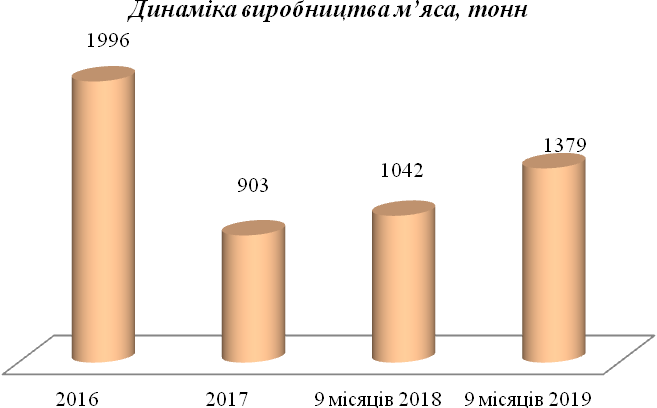 Динаміка виробництва м’яса, тонн
1996
903
1042
1379
2016
2017
9 місяців 2018
9 місяців 2019